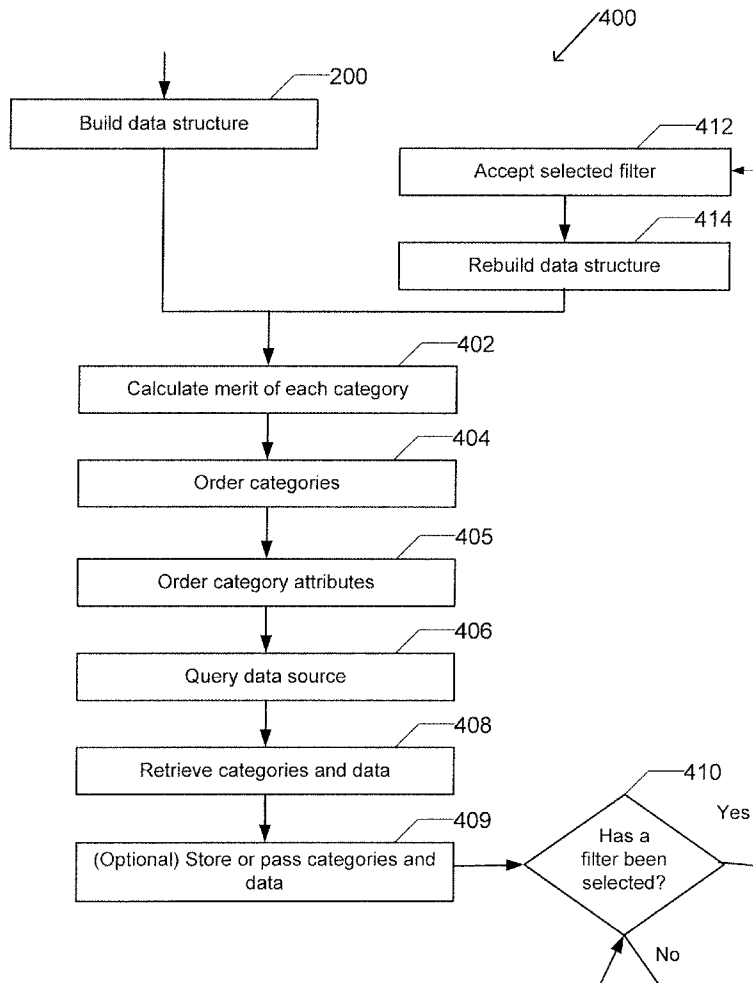 400
200
Build data structure
412
Accept selected filter
414
Rebuild data structure
402
Calculate merit of each category
404
Order categories
405
Order category attributes
406
Query data source
408
Retrieve categories and data
409
(Optional) Store or pass categories and
data
410
Has a
filter been
selected?
Yes
No